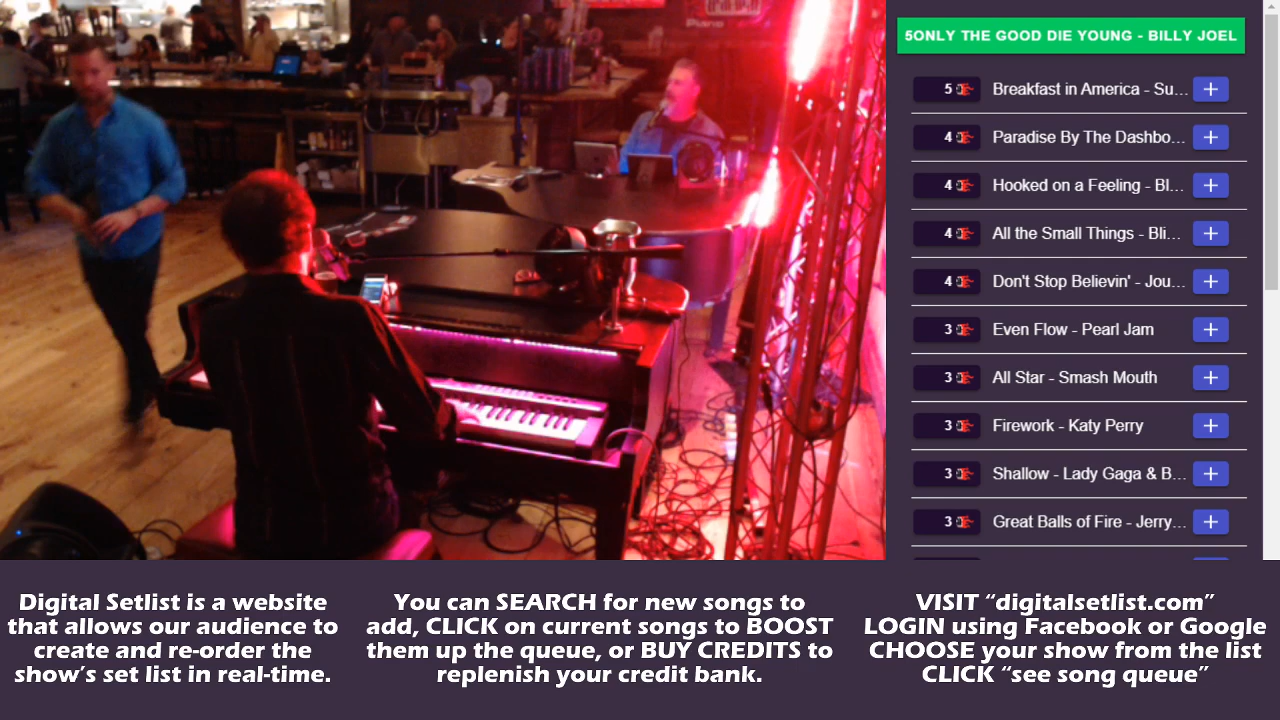 Piano
5ONLY THE GOOD DIE YOUNG - BILLY JOEL
5 Breakfast in America - Su...
4 Paradise By The Dashbo...
4 Hooked on a Feeling - Bl...
4 All the Small Things - Bli...
4 Don't Stop Believin' - Jou...
3 Even Flow - Pearl Jam
3 All Star - Smash Mouth
3 Firework - Katy Perry
3 Shallow - Lady Gaga & B...
3 Great Balls of Fire - Jerry...
Digital Setlist is a website
that allows our audience to
create and re-order the
show's set list in real-time.
You can SEARCH for new songs to
add, CLICK on current songs to BOOST
them up the queue, or BUY CREDITS to
replenish your credit bank.
VISIT “digitalsetlist.com”
LOGIN using Facebook or Google
CHOOSE your show from the list
CLICK “see song queue”